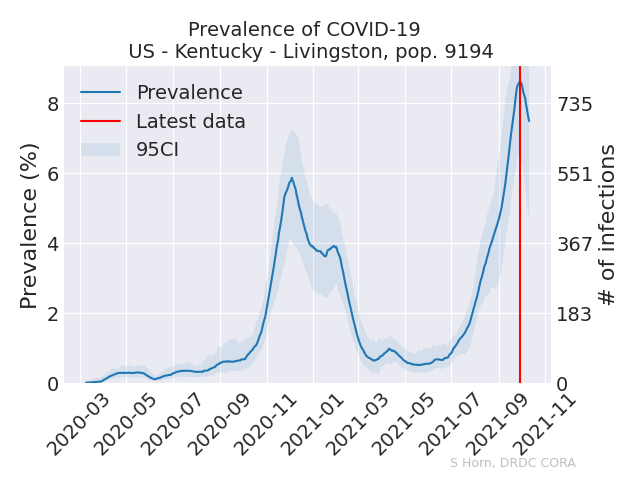 Prevalence of COVID-19
US - Kentucky - Livingston, pop. 9194
Prevalence
Latest data
95CI
Prevalence (%)
8
6
4
2
0
735
551
367
183
0
# of infections
2020-03
2020-05
2020-07
2020-09
2020-11
2021-01
2021-03
2021-05
2021-07
2021-09
2021-11
S Horn, DRDC CORA